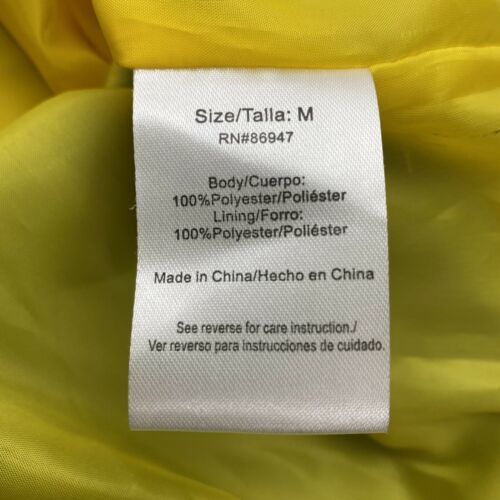 Size/Talla: M
RN#86947
Body/Cuerpo:
100%Polyester/Poliéster
Lining/Forro:
100%Polyester/Poliéster
Made in China/Hecho en China
See reverse for care instruction./
Ver reverso para instrucciones de cuidado.